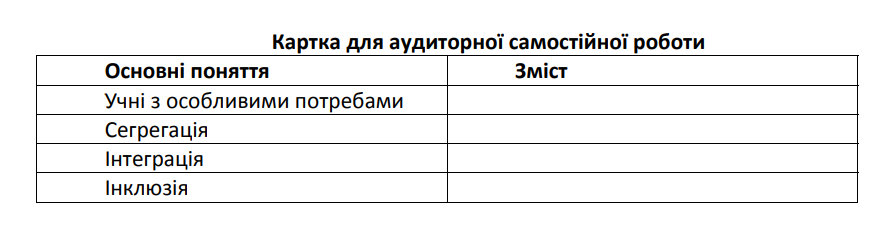 Картка для аудиторної самостійної роботи
Основні поняття Зміст
Учні з особливими потребами
Сегрегація
Інтеграція
Інклюзія